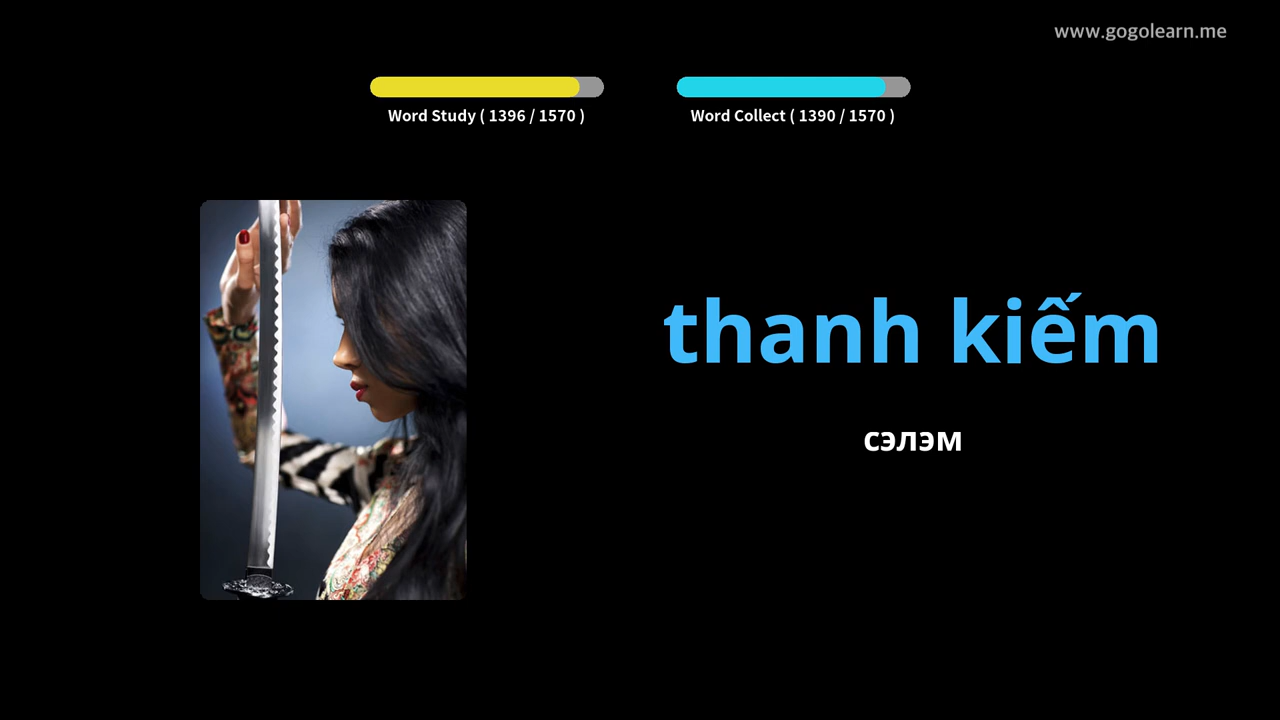 www.gogolearn.me
Word Study ( 1396 / 1570 )
Word Collect ( 1390 / 1570 )
thanh kiếm
сэлэм